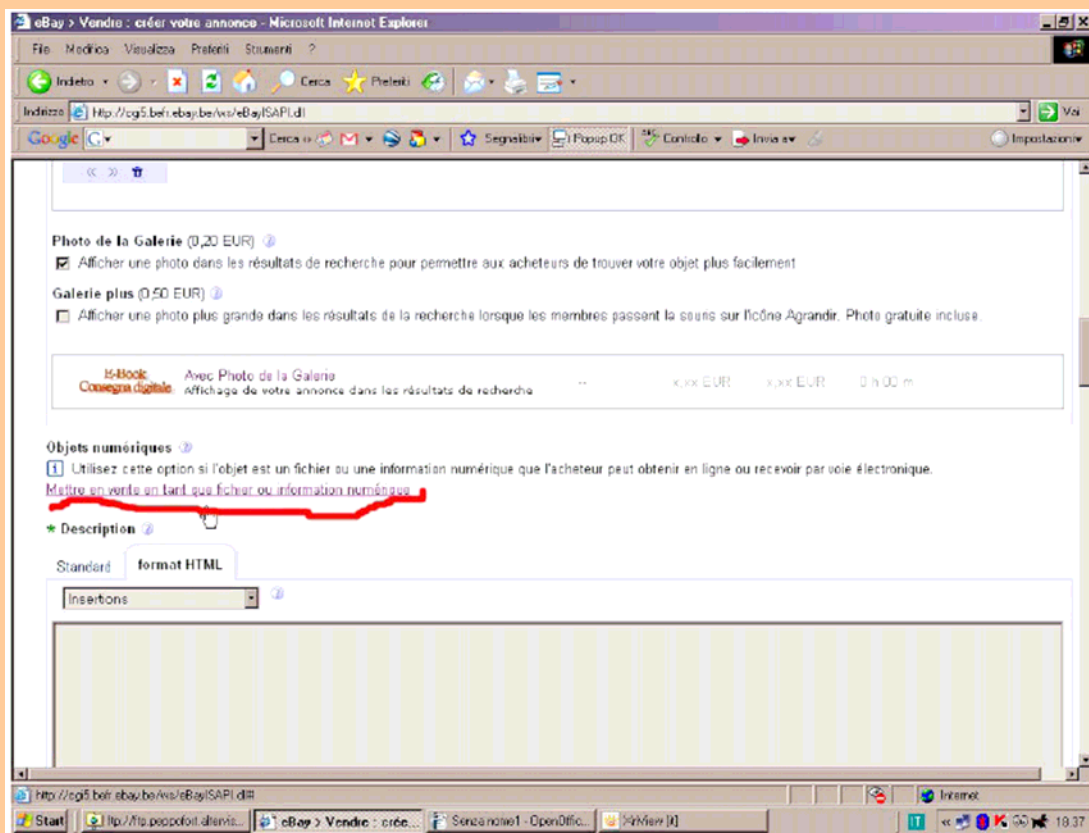 eBay > Vendre : créer votre annonce - Microsoft Internet Explorer
File Modifica Visualizza Preferiti Strumenti ?
Indietro Cerca Preferiti
Indirizzo http://cgi5.befr.ebay.be/ws/eBayISAPI.dll Vai
Google Cerca Segnalibri Popup OK Controllo Invia a Impostazioni
Photo de la Galerie (0,20 EUR)
Afficher une photo dans les résultats de recherche pour permettre aux acheteurs de trouver votre objet plus facilement
Galerie plus (0,50 EUR)
Afficher une photo plus grande dans les résultats de la recherche lorsque les membres passent la souris sur l'icône Agrandir. Photo gratuite incluse.
E-Book
Consegna digitale
Avec Photo de la Galerie
Affichage de votre annonce dans les résultats de recherche -- x,xx EUR x,xx EUR 0 h 00 m
Objets numériques
Utilisez cette option si l'objet est un fichier ou une information numérique que l'acheteur peut obtenir en ligne ou recevoir par voie électronique.
Mettre en vente en tant que fichier ou information numérique
* Description
Standard format HTML
Insertions
http://cgi5.befr.ebay.be/ws/eBayISAPI.dll# Internet
Start ftp://ftp.peppofort.altervis... eBay > Vendre : crée... Senza nome1 - OpenOffic... XnView IT « 18.37